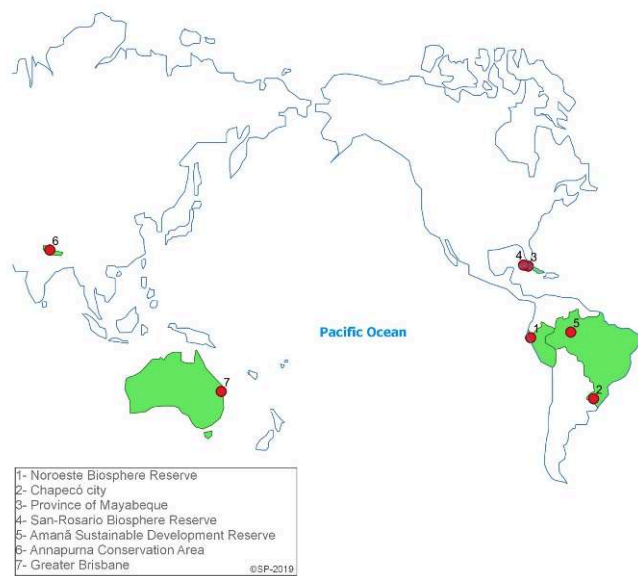 6
4 3
Pacific Ocean
1
5
7
2
1- Noroeste Biosphere Reserve
2- Chapecó city
3- Province of Mayabeque
4- San-Rosario Biosphere Reserve
5- Amanã Sustainable Development Reserve
6- Annapurna Conservation Area
7- Greater Brisbane
©SP-2019